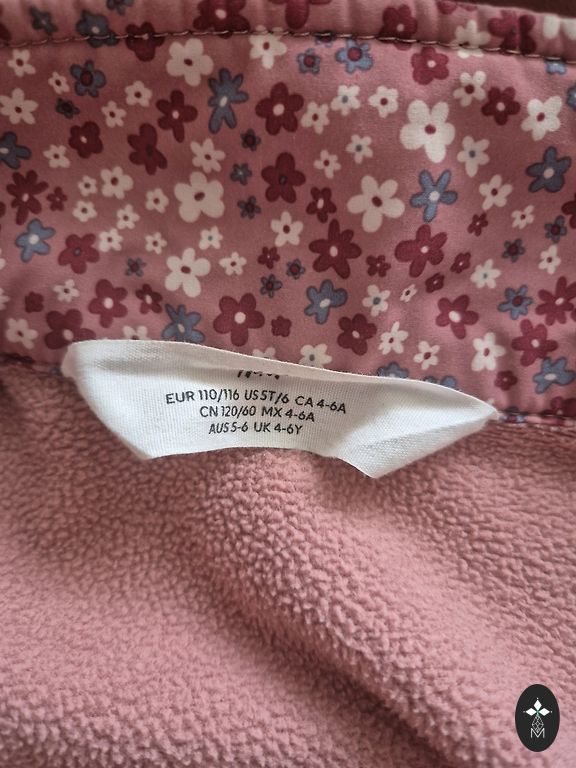 EUR 110/116 US 5T/6 CA 4-6A
CN 120/60 MX 4-6A
AUS 5-6 UK 4-6Y